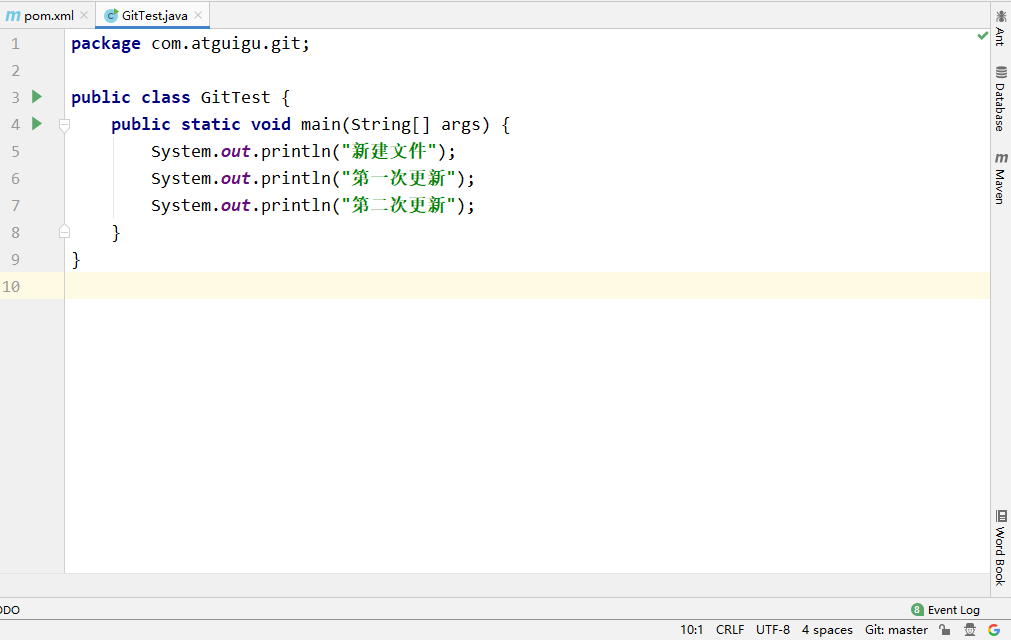 pom.xml
GitTest.java
1 package com.atguigu.git;
2
3 public class GitTest {
4 public static void main(String[] args) {
5 System.out.println("新建文件");
6 System.out.println("第一次更新");
7 System.out.println("第二次更新");
8 }
9 }
10
Ant
Database
Maven
Word Book
ODO
8 Event Log
10:1 CRLF UTF-8 4 spaces Git: master